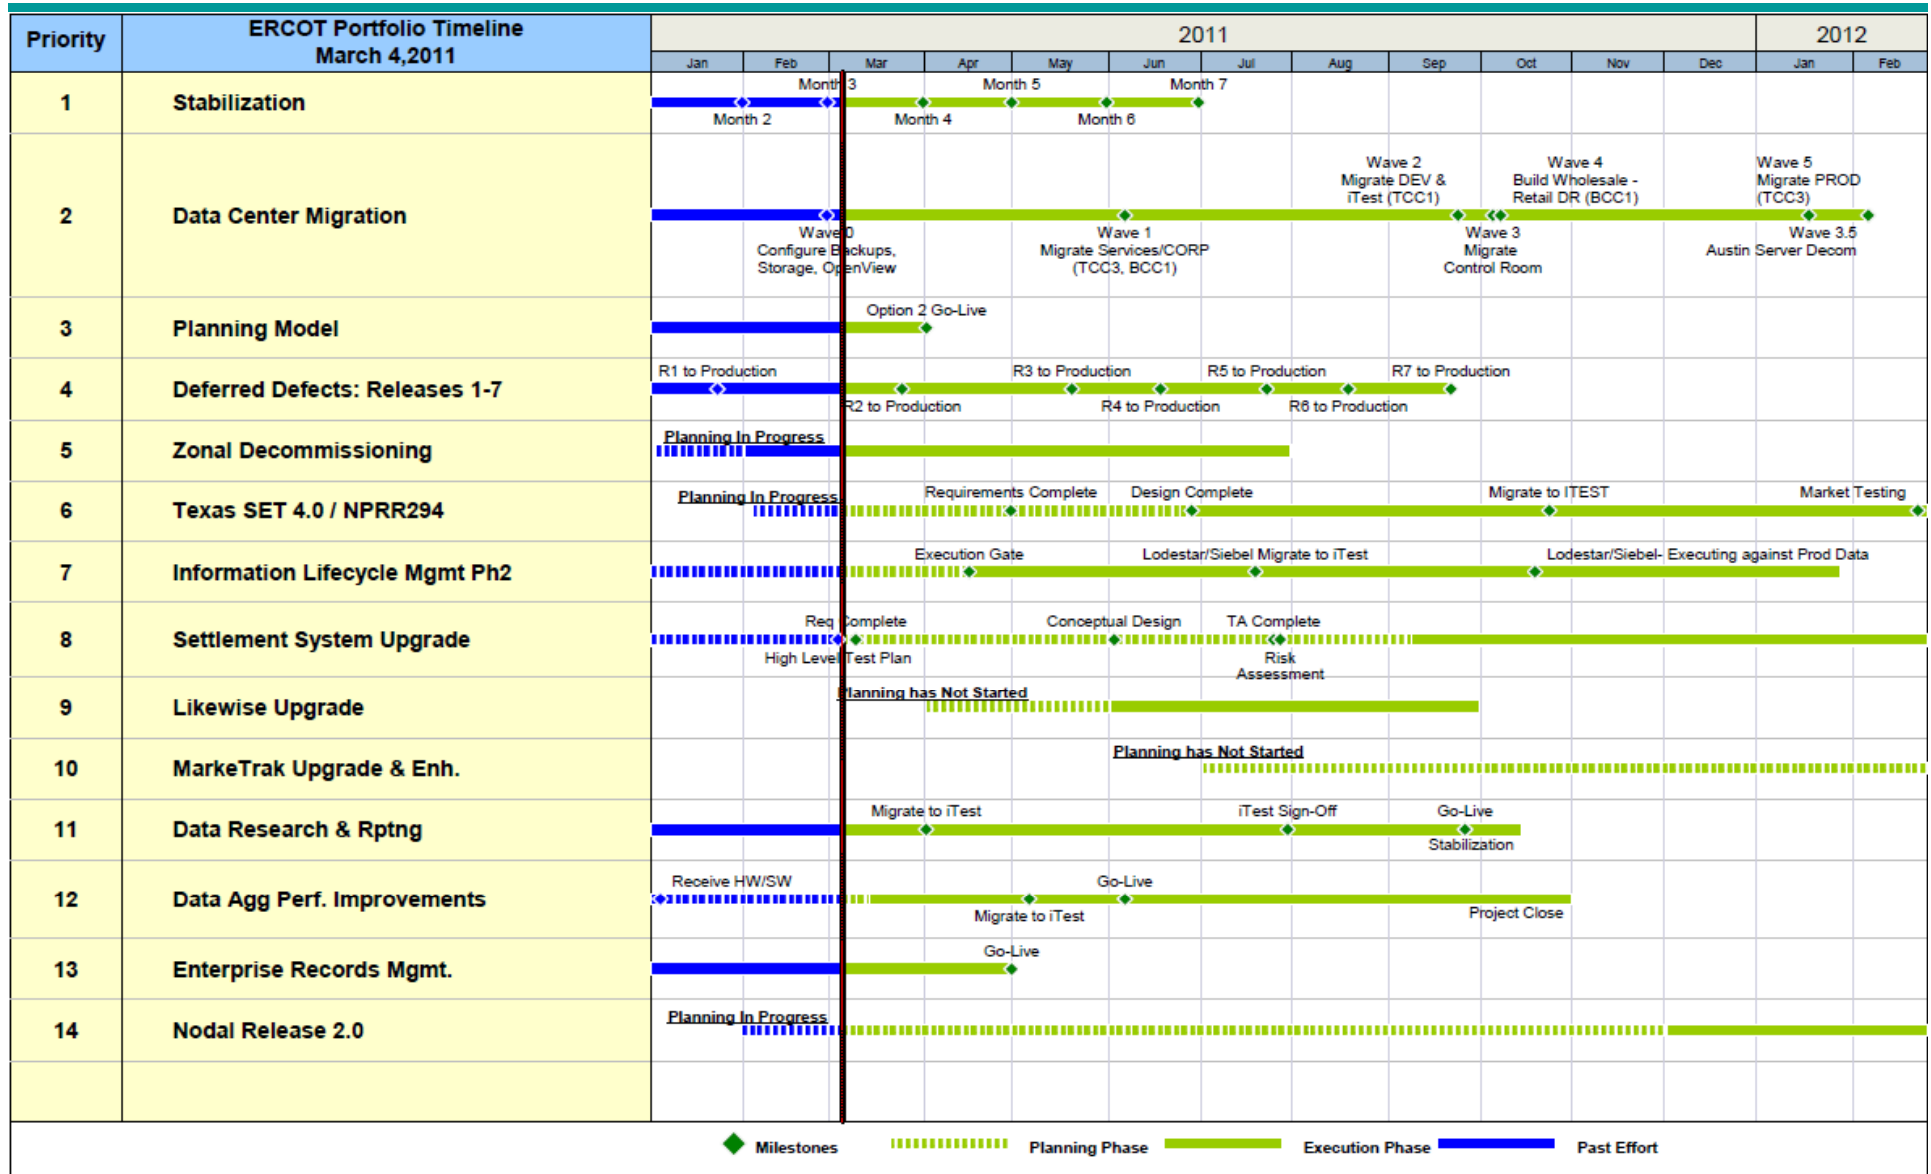 Priority
ERCOT Portfolio Timeline
March 4,2011
2011
2012
Jan Feb Mar Apr May Jun Jul Aug Sep Oct Nov Dec Jan Feb
1
Stabilization
Month 3
Month 5
Month 7
Month 2
Month 4
Month 6
2
Data Center Migration
Wave 2
Migrate DEV &
iTest (TCC1)
Wave 4
Build Wholesale -
Retail DR (BCC1)
Wave 5
Migrate PROD
(TCC3)
Wave 0
Configure Backups,
Storage, OpenView
Wave 1
Migrate Services/CORP
(TCC3, BCC1)
Wave 3
Migrate
Control Room
Wave 3.5
Austin Server Decom
3
Planning Model
Option 2 Go-Live
4
Deferred Defects: Releases 1-7
R1 to Production
R3 to Production
R5 to Production
R7 to Production
R2 to Production
R4 to Production
R6 to Production
5
Zonal Decommissioning
Planning In Progress
6
Texas SET 4.0 / NPRR294
Planning In Progress
Requirements Complete
Design Complete
Migrate to ITEST
Market Testing
7
Information Lifecycle Mgmt Ph2
Execution Gate
Lodestar/Siebel Migrate to iTest
Lodestar/Siebel- Executing against Prod Data
8
Settlement System Upgrade
Req Complete
Conceptual Design
TA Complete
High Level Test Plan
Risk
Assessment
9
Likewise Upgrade
Planning has Not Started
10
MarkeTrak Upgrade & Enh.
Planning has Not Started
11
Data Research & Rptng
Migrate to iTest
iTest Sign-Off
Go-Live
Stabilization
12
Data Agg Perf. Improvements
Receive HW/SW
Go-Live
Migrate to iTest
Project Close
13
Enterprise Records Mgmt.
Go-Live
14
Nodal Release 2.0
Planning In Progress
Milestones
Planning Phase
Execution Phase
Past Effort